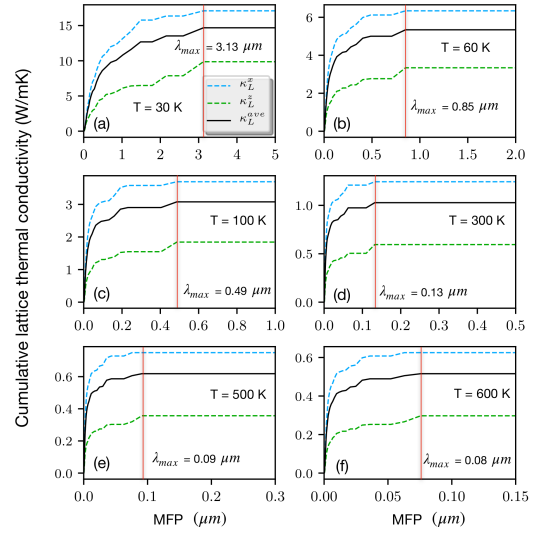 Cumulative lattice thermal conductivity (W/mK)
15
10
5
0
λmax = 3.13 μm
κ_L^x
κ_L^z
κ_L^ave
T = 30 K
(a)
0 1 2 3 4 5
6
4
2
0
T = 60 K
λmax = 0.85 μm
(b)
0.0 0.5 1.0 1.5 2.0
3
2
1
0
T = 100 K
λmax = 0.49 μm
(c)
0.0 0.2 0.4 0.6 0.8 1.0
1.0
0.5
0.0
T = 300 K
λmax = 0.13 μm
(d)
0.0 0.1 0.2 0.3 0.4 0.5
0.6
0.4
0.2
0.0
T = 500 K
λmax = 0.09 μm
(e)
0.0 0.1 0.2 0.3
MFP (μm)
0.6
0.4
0.2
0.0
T = 600 K
λmax = 0.08 μm
(f)
0.00 0.05 0.10 0.15
MFP (μm)